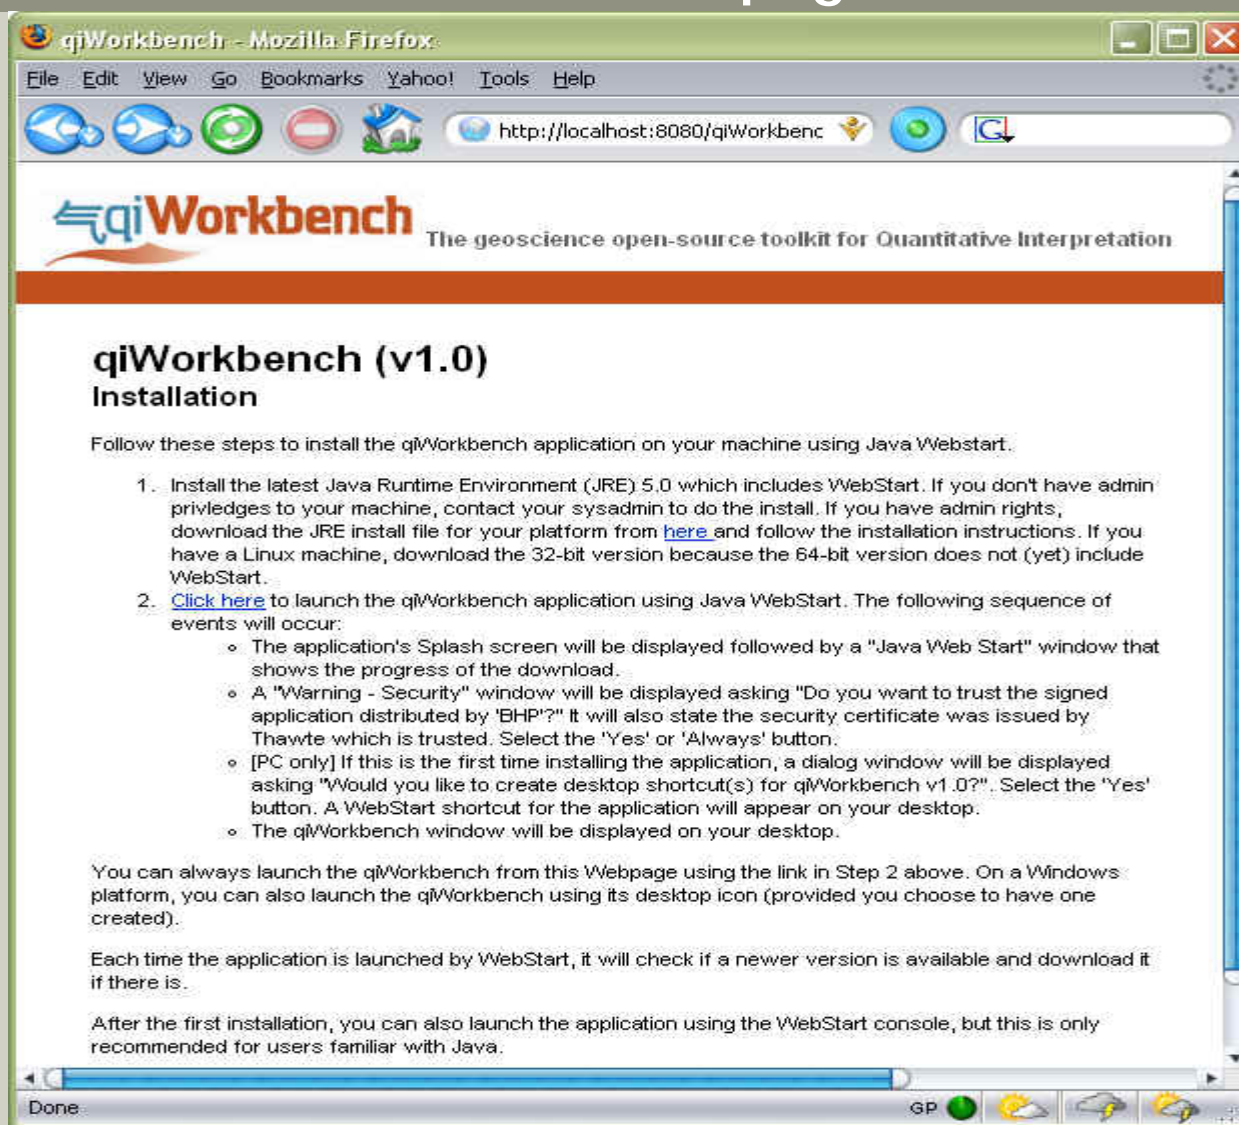 qiWorkbench - Mozilla Firefox
File Edit View Go Bookmarks Yahoo! Tools Help
http://localhost:8080/qiWorkbenc
G
qiWorkbench The geoscience open-source toolkit for Quantitative Interpretation
qiWorkbench (v1.0)
Installation
Follow these steps to install the qiWorkbench application on your machine using Java Webstart.
1. Install the latest Java Runtime Environment (JRE) 5.0 which includes WebStart. If you don't have admin
privledges to your machine, contact your sysadmin to do the install. If you have admin rights,
download the JRE install file for your platform from here and follow the installation instructions. If you
have a Linux machine, download the 32-bit version because the 64-bit version does not (yet) include
WebStart.
2. Click here to launch the qiWorkbench application using Java WebStart. The following sequence of
events will occur:
The application's Splash screen will be displayed followed by a "Java Web Start" window that
shows the progress of the download.
A "Warning - Security" window will be displayed asking "Do you want to trust the signed
application distributed by 'BHP'?" It will also state the security certificate was issued by
Thawte which is trusted. Select the 'Yes' or 'Always' button.
[PC only] If this is the first time installing the application, a dialog window will be displayed
asking "Would you like to create desktop shortcut(s) for qiWorkbench v1.0?". Select the 'Yes'
button. A WebStart shortcut for the application will appear on your desktop.
The qiWorkbench window will be displayed on your desktop.
You can always launch the qiWorkbench from this Webpage using the link in Step 2 above. On a Windows
platform, you can also launch the qiWorkbench using its desktop icon (provided you choose to have one
created).
Each time the application is launched by WebStart, it will check if a newer version is available and download it
if there is.
After the first installation, you can also launch the application using the WebStart console, but this is only
recommended for users familiar with Java.
Done GP